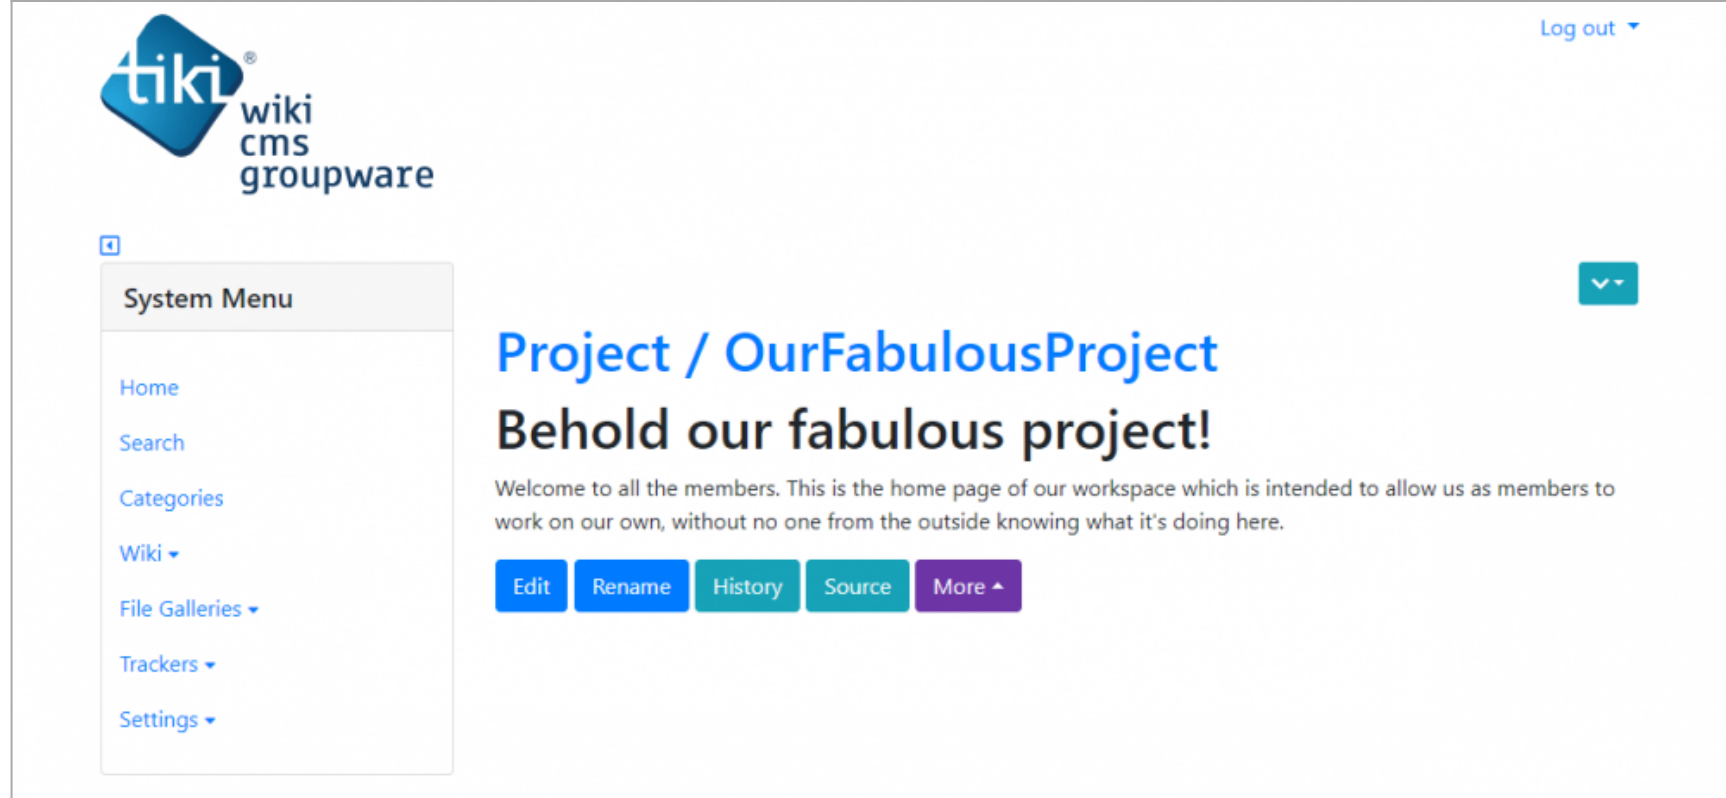 Log out
tiki®
wiki
cms
groupware
System Menu
Home
Search
Categories
Wiki
File Galleries
Trackers
Settings
Project / OurFabulousProject
Behold our fabulous project!
Welcome to all the members. This is the home page of our workspace which is intended to allow us as members to
work on our own, without no one from the outside knowing what it's doing here.
Edit Rename History Source More